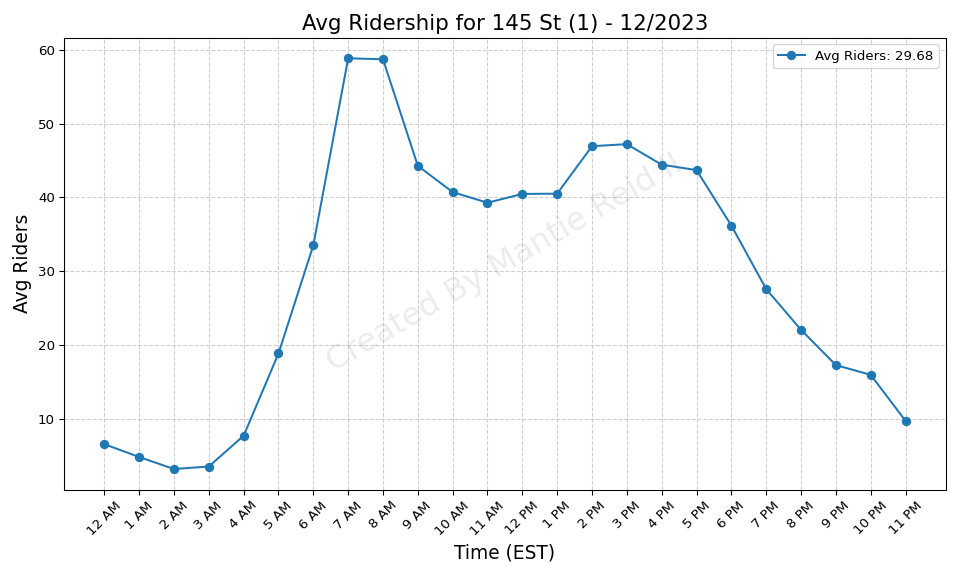 Avg Ridership for 145 St (1) - 12/2023
Avg Riders: 29.68
60
50
40
30
20
10
Avg Riders
Created By Mantle Reid II
12 AM
1 AM
2 AM
3 AM
4 AM
5 AM
6 AM
7 AM
8 AM
9 AM
10 AM
11 AM
12 PM
1 PM
2 PM
3 PM
4 PM
5 PM
6 PM
7 PM
8 PM
9 PM
10 PM
11 PM
Time (EST)